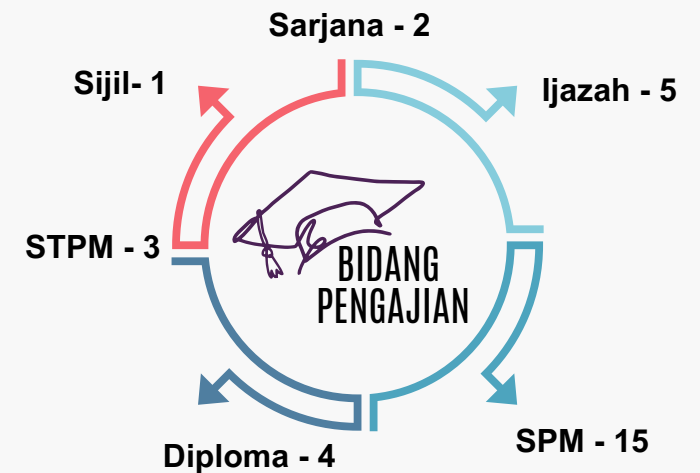 Sarjana - 2
Sijil- 1
Ijazah - 5
STPM - 3
BIDANG
PENGAJIAN
SPM - 15
Diploma - 4